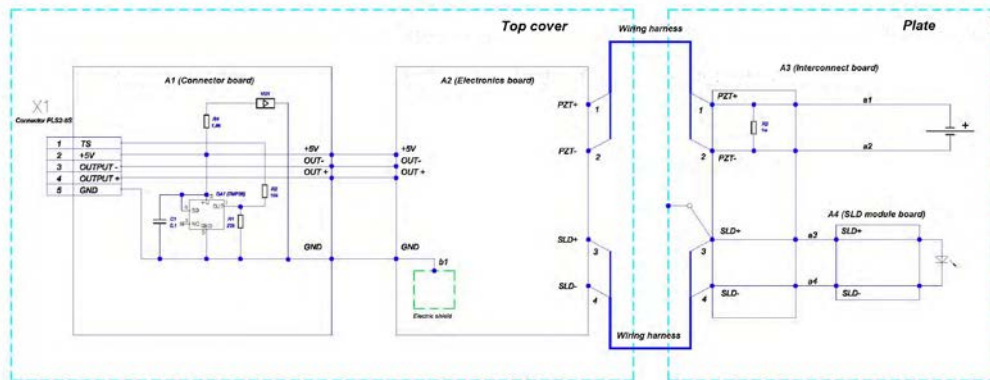 Top cover
Wiring harness
Plate
A1 (Connector board)
A2 (Electronics board)
A3 (Interconnect board)
X1
Connector PLS2-5S
1 TS
2 +5V
3 OUTPUT -
4 OUTPUT +
5 GND
R4
C1
0.1
R1
+5V
OUT-
OUT +
GND
+5V
OUT-
OUT +
GND
b1
Electric shield
PZT+
1
PZT-
2
SLD+
3
SLD-
4
PZT+
1
PZT-
2
SLD+
3
SLD-
4
a1
a2
+
A4 (SLD module board)
a3
SLD+
a4
SLD-
Wiring harness